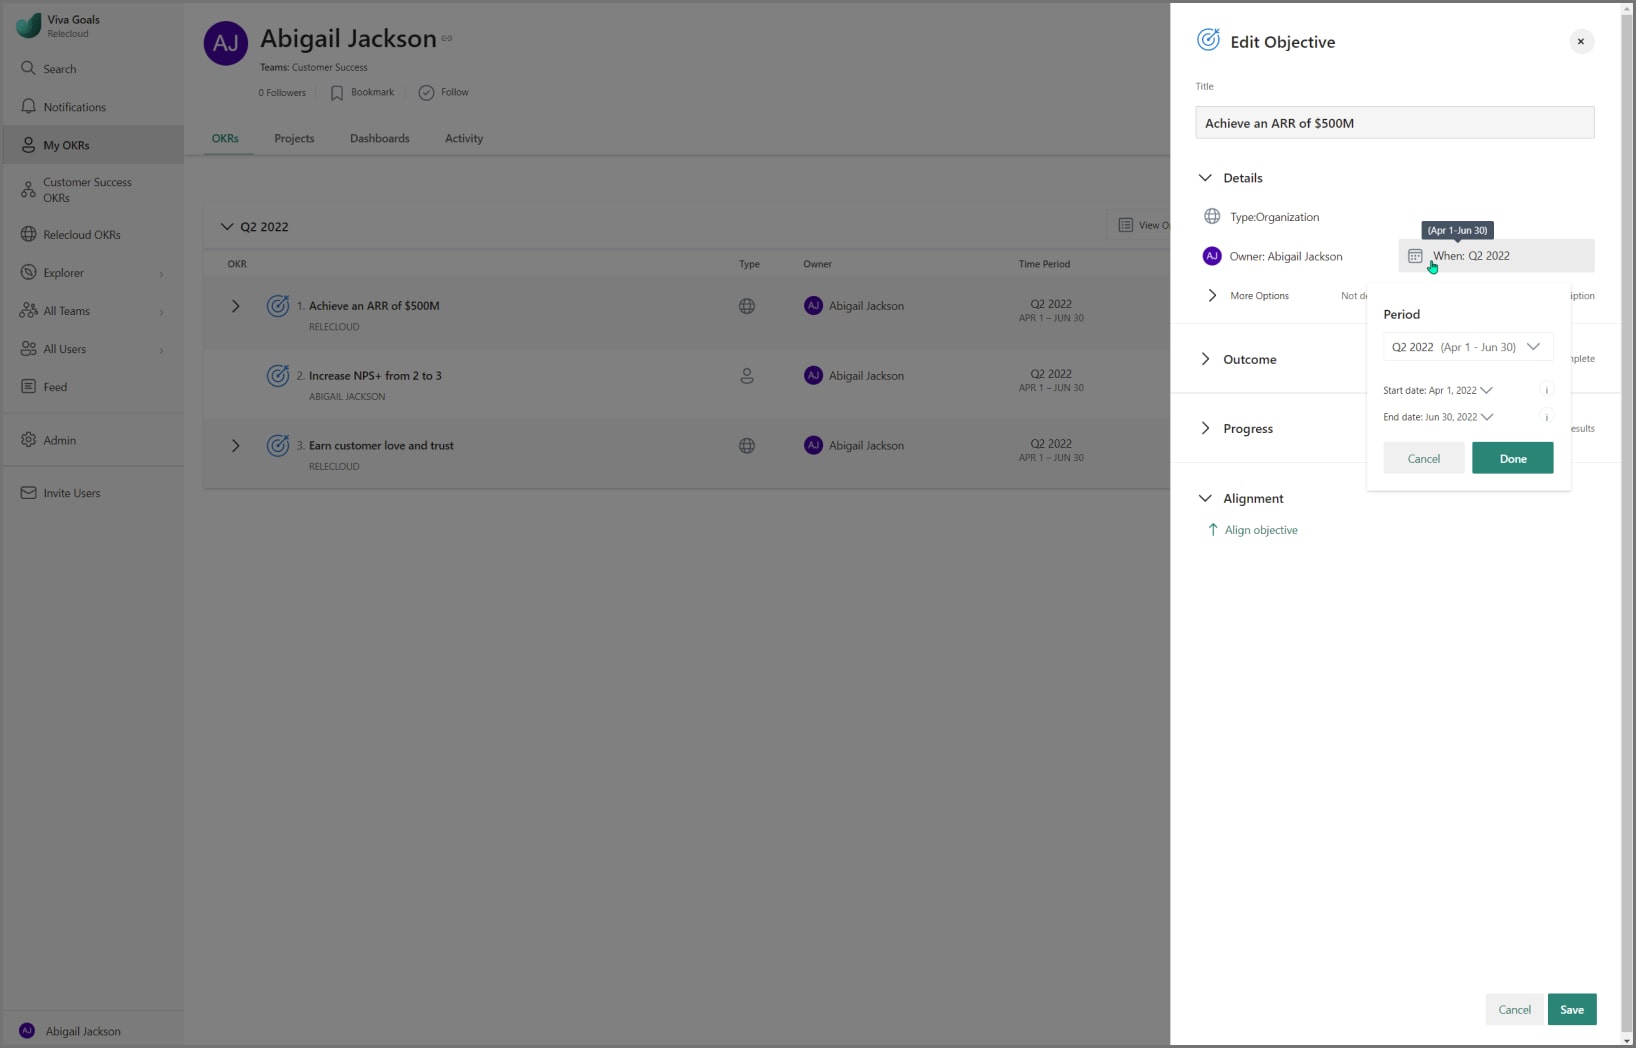 Viva Goals
Relecloud
Search
Notifications
My OKRs
Customer Success
OKRs
Relecloud OKRs
Explorer
All Teams
All Users
Feed
Admin
Invite Users
AJ Abigail Jackson
AJ
Abigail Jackson
Teams: Customer Success
0 Followers Bookmark Follow
OKRs Projects Dashboards Activity
Q2 2022 View O
OKR Type Owner Time Period
1. Achieve an ARR of $500M AJ Abigail Jackson Q2 2022
RELECLOUD APR 1 – JUN 30
2. Increase NPS+ from 2 to 3 AJ Abigail Jackson Q2 2022
ABIGAIL JACKSON APR 1 – JUN 30
3. Earn customer love and trust AJ Abigail Jackson Q2 2022
RELECLOUD APR 1 – JUN 30
Edit Objective
Title
Achieve an ARR of $500M
Details
Type:Organization
(Apr 1-Jun 30)
AJ Owner: Abigail Jackson When: Q2 2022
More Options Not de iption
Period
Q2 2022 (Apr 1 - Jun 30)
Start date: Apr 1, 2022 i
End date: Jun 30, 2022 i
Cancel Done
Outcome mplete
Progress esults
Alignment
Align objective
Cancel Save